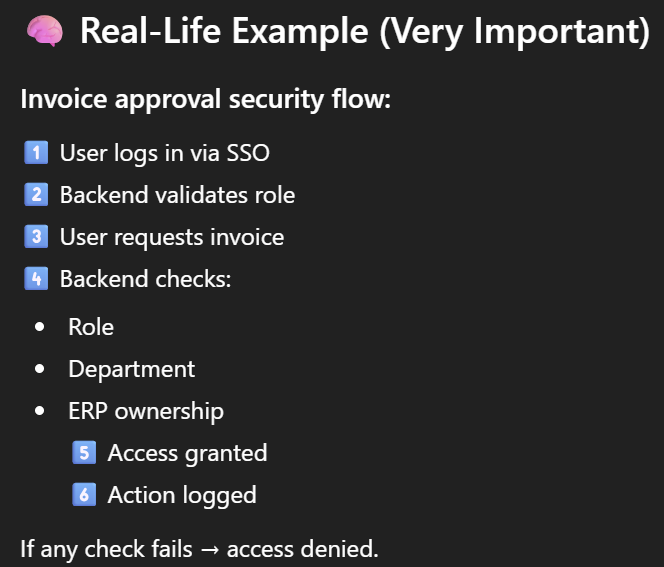 🧠 Real-Life Example (Very Important)
Invoice approval security flow:
1️⃣ User logs in via SSO
2️⃣ Backend validates role
3️⃣ User requests invoice
4️⃣ Backend checks:
• Role
• Department
• ERP ownership
5️⃣ Access granted
6️⃣ Action logged
If any check fails → access denied.